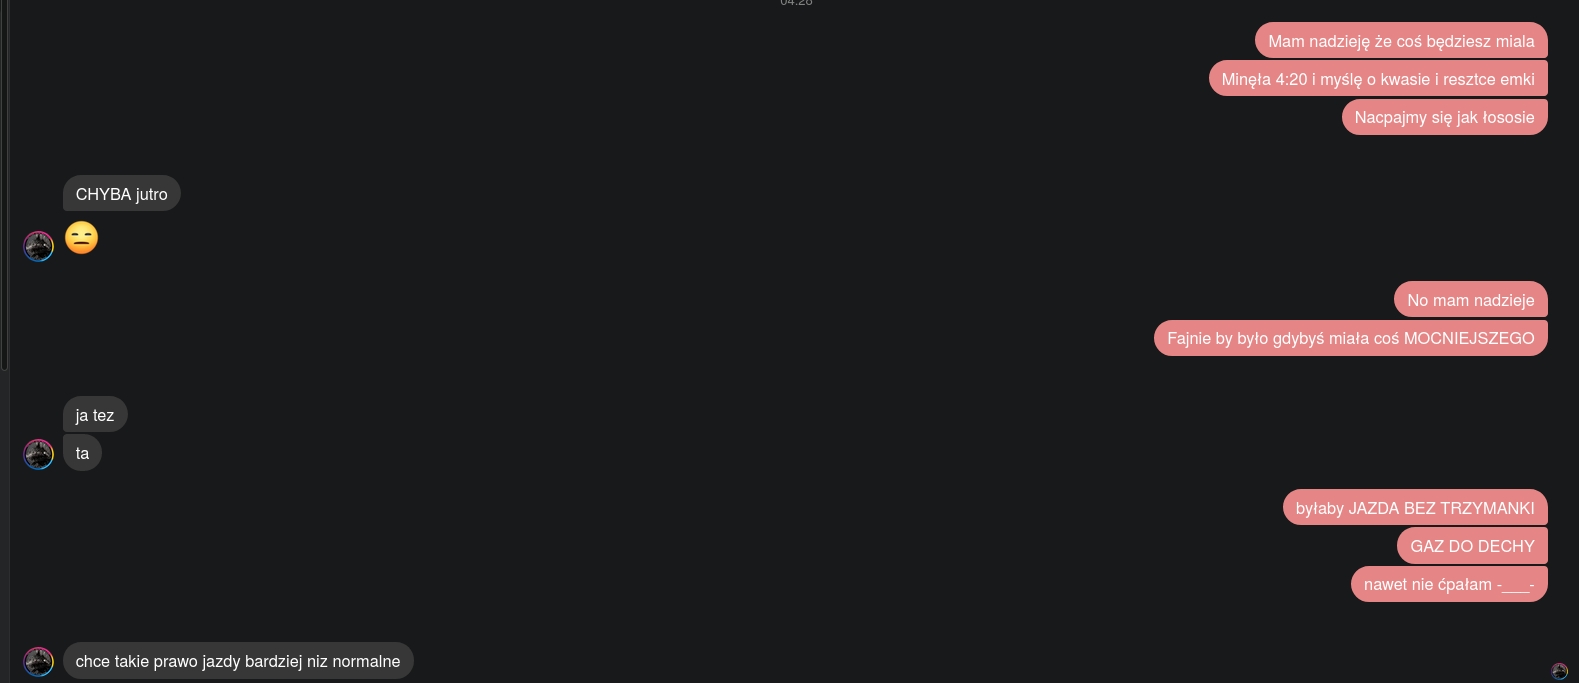 04:28
Mam nadzieję że coś będziesz miala
Minęła 4:20 i myślę o kwasie i resztce emki
Nacpajmy się jak łososie
CHYBA jutro
😑
No mam nadzieje
Fajnie by było gdybyś miała coś MOCNIEJSZEGO
ja tez
ta
byłaby JAZDA BEZ TRZYMANKI
GAZ DO DECHY
nawet nie ćpałam -___-
chce takie prawo jazdy bardziej niz normalne